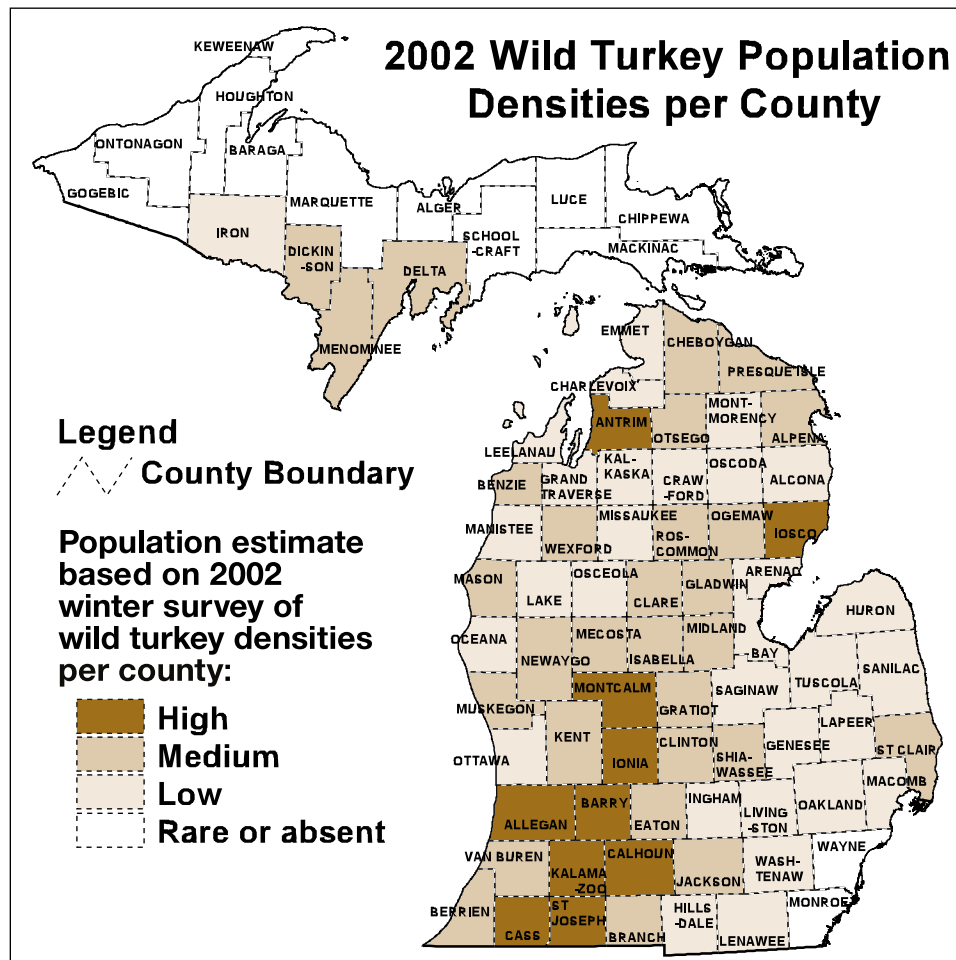 2002 Wild Turkey Population
Densities per County
KEWEENAW
HOUGHTON
ONTONAGON
BARAGA
GOGEBIC
MARQUETTE
ALGER
LUCE
CHIPPEWA
IRON
SCHOOL
-CRAFT
MACKINAC
DICKIN
-SON
DELTA
MENOMINEE
EMMET
CHEBOYGAN
PRESQUE ISLE
CHARLEVOIX
ANTRIM
OTSEGO
MONT-
MORENCY
ALPENA
Legend
County Boundary
LEELANAU
BENZIE
GRAND
TRAVERSE
KAL-
KASKA
CRAW
-FORD
OSCODA
ALCONA
MANISTEE
WEXFORD
MISSAUKEE
ROS-
COMMON
OGEMAW
IOSCO
Population estimate
based on 2002
winter survey of
wild turkey densities
per county:
MASON
LAKE
OSCEOLA
CLARE
GLADWIN
ARENAC
HURON
OCEANA
NEWAYGO
MECOSTA
ISABELLA
MIDLAND
BAY
TUSCOLA
SANILAC
MUSKEGON
MONTCALM
GRATIOT
SAGINAW
LAPEER
High
Medium
Low
Rare or absent
OTTAWA
KENT
IONIA
CLINTON
SHIA-
WASSEE
GENESEE
ST CLAIR
MACOMB
ALLEGAN
BARRY
EATON
INGHAM
LIVING
-STON
OAKLAND
VAN BUREN
KALAMA
-ZOO
CALHOUN
JACKSON
WASH-
TENAW
WAYNE
BERRIEN
CASS
ST
JOSEPH
BRANCH
HILLS
-DALE
LENAWEE
MONROE